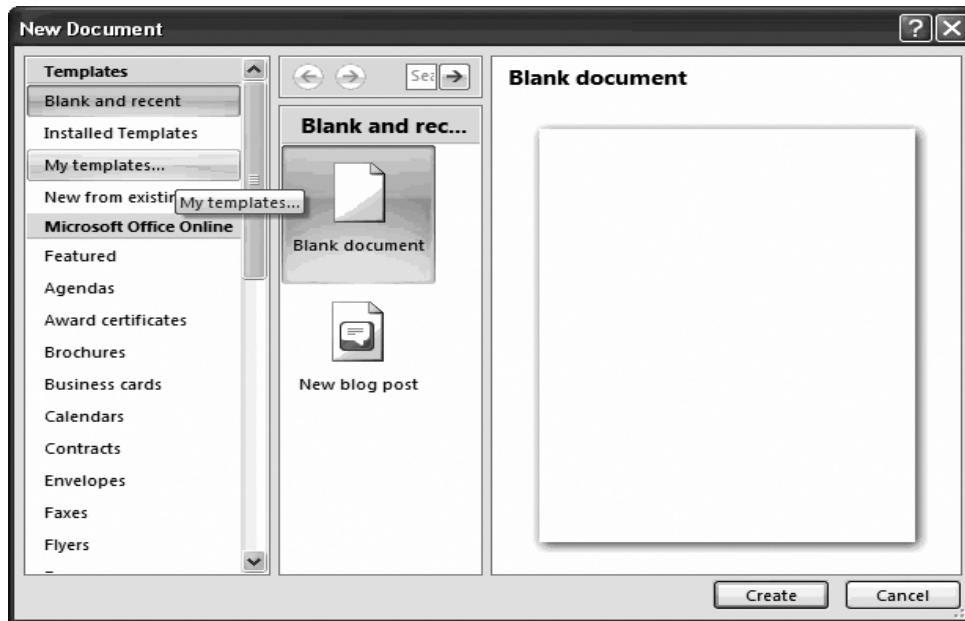 New Document
?
Templates
Blank and recent
Installed Templates
My templates...
New from existin
My templates...
Microsoft Office Online
Featured
Agendas
Award certificates
Brochures
Business cards
Calendars
Contracts
Envelopes
Faxes
Flyers
Sea
Blank and rec...
Blank document
New blog post
Blank document
Create
Cancel